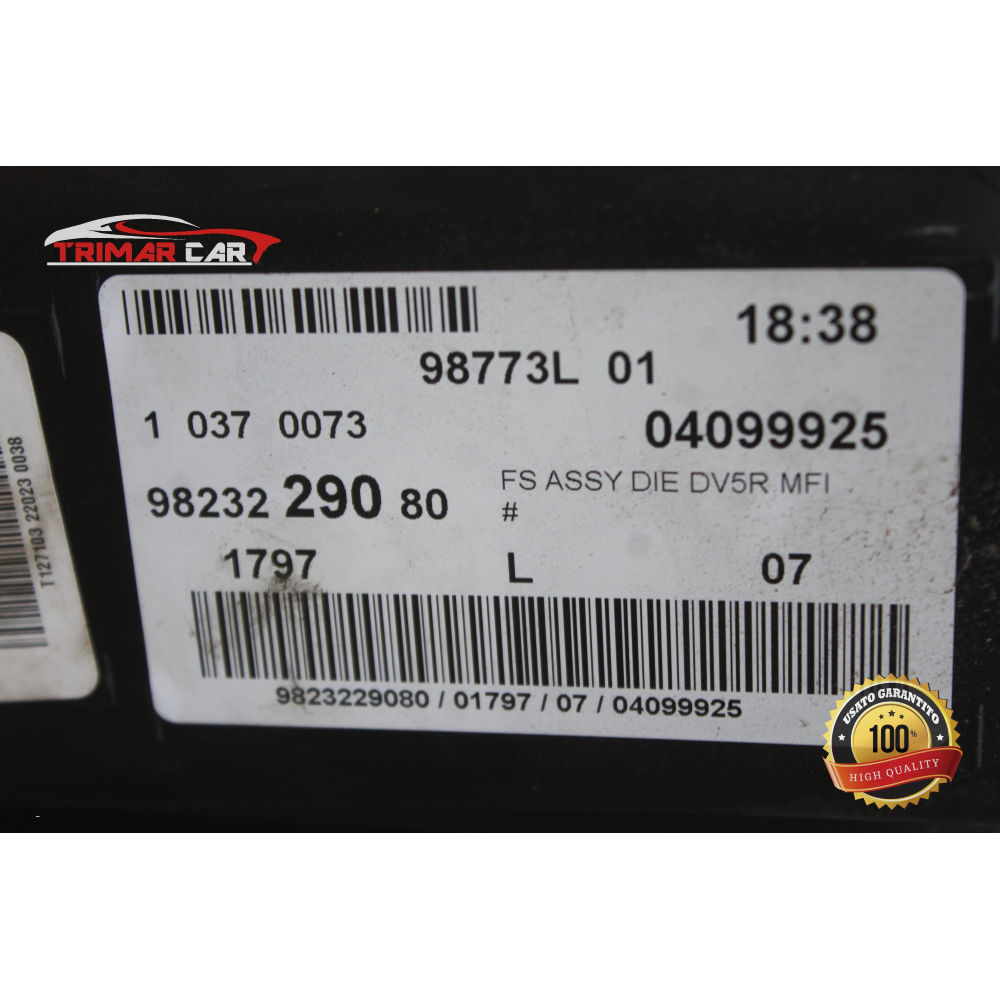 TRIMAR CAR
18:38
98773L 01
1 037 0073
04099925
98232 290 80
FS ASSY DIE DV5R MFI
#
1797 L 07
9823229080 / 01797 / 07 / 04099925
T127103 22023 0038
USATO GARANTITO
100%
HIGH QUALITY